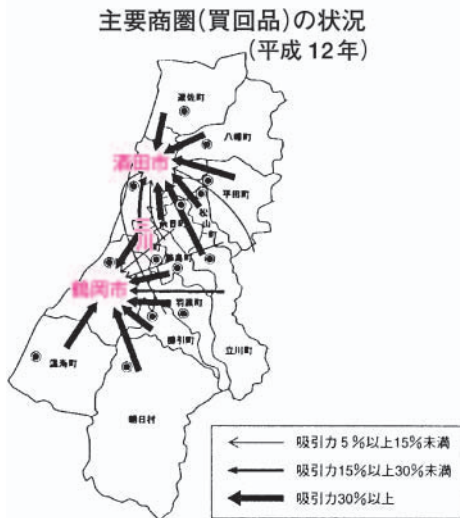 主要商圏(買回品)の状況
(平成 12年)
遊佐町
八幡町
酒田市
平田町
松山町
三川
鶴岡市
羽黒町
櫛引町
立川町
温海町
朝日村
吸引力 5%以上15%未満
吸引力15%以上30%未満
吸引力30%以上